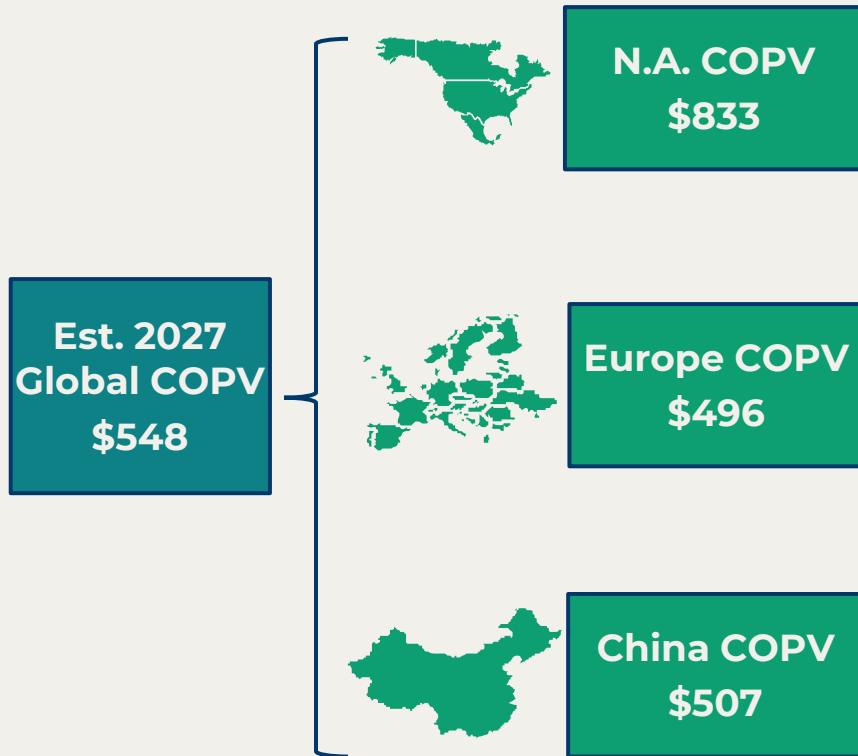 N.A. COPV
$833
Est. 2027
Global COPV
$548
Europe COPV
$496
China COPV
$507